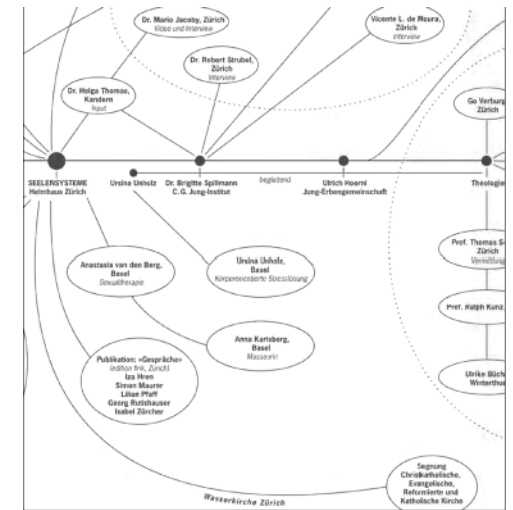 Dr. Mario Jacoby, Zürich
Video und Interview
Vicente L. de Moura,
Zürich
Interview
Dr. Robert Strubel,
Zürich
Interview
Dr. Helga Thomas,
Kandern
Input
Go Verburg
Zürich
SEELENSYSTEME
Helmhaus Zürich
Ursina Unholz
Dr. Brigitte Spillmann
C.G. Jung-Institut
begleitend
Ulrich Hoerni
Jung-Erbengemeinschaft
Theologie
Prof. Thomas S
Zürich
Vermittlung
Anastasia van den Berg,
Basel
Sexualtherapie
Ursina Unholz,
Basel
Körperorientierte Stresslösung
Prof. Ralph Kunz
Anna Karlsberg,
Basel
Masseurin
Publikation: «Gespräche»
(edition fink, Zürich)
Iza Hren
Simon Maurer
Lilian Pfaff
Georg Rutishauser
Isabel Zürcher
Ulrike Büch
Winterthur
Segnung
Christkatholische,
Evangelische,
Reformierte und
Katholische Kirche
Wasserkirche Zürich